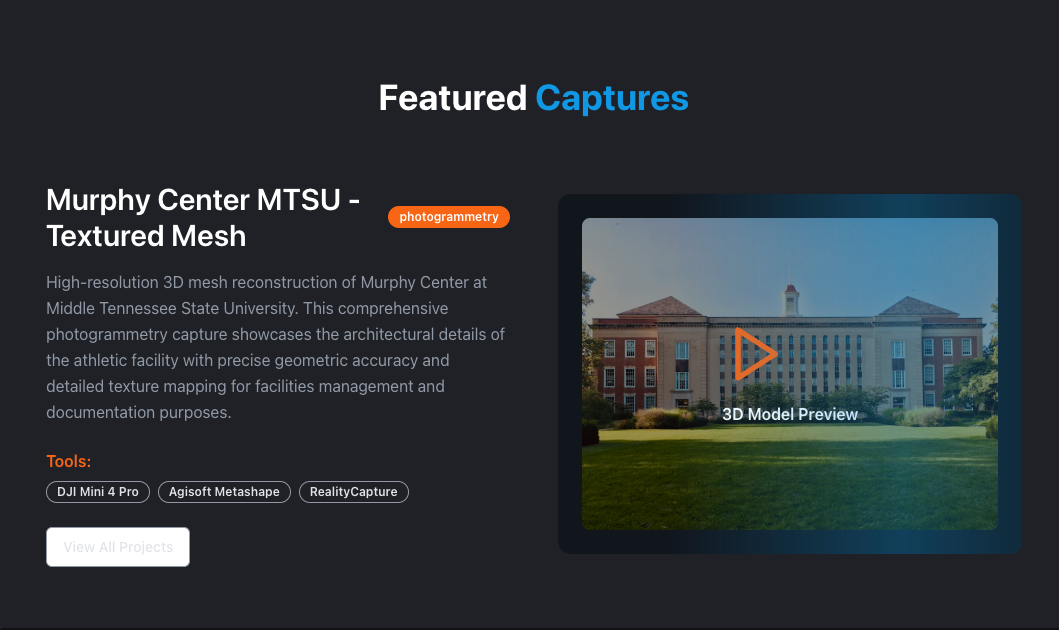 Featured Captures
Murphy Center MTSU -
Textured Mesh
photogrammetry
High-resolution 3D mesh reconstruction of Murphy Center at
Middle Tennessee State University. This comprehensive
photogrammetry capture showcases the architectural details of
the athletic facility with precise geometric accuracy and
detailed texture mapping for facilities management and
documentation purposes.
Tools:
DJI Mini 4 Pro
Agisoft Metashape
RealityCapture
View All Projects
3D Model Preview